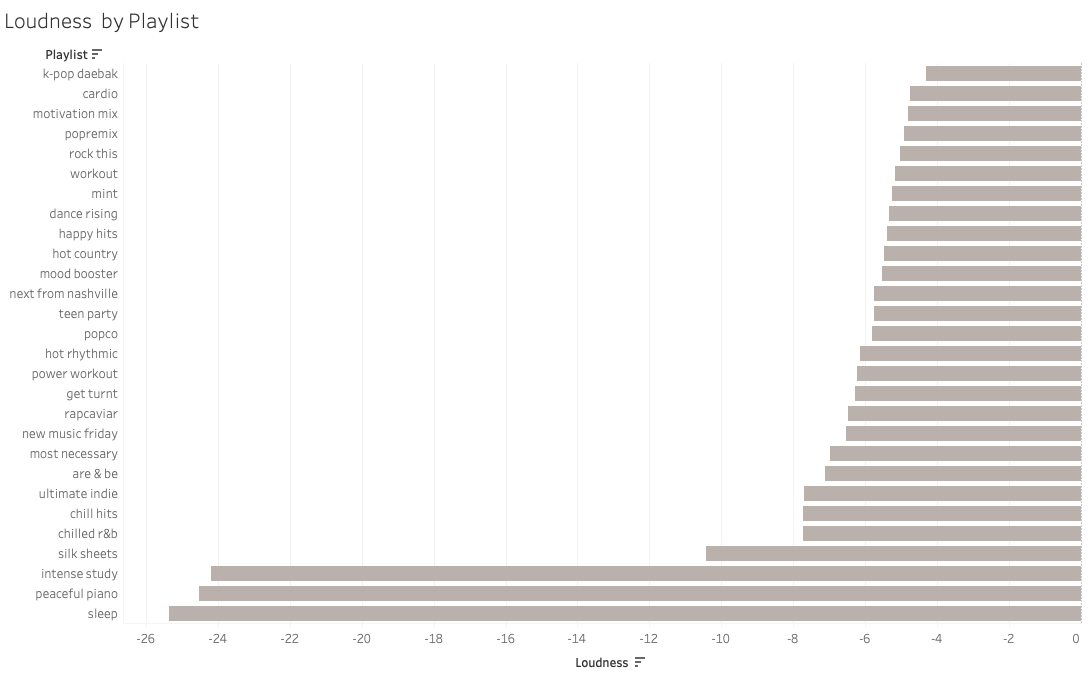 Loudness by Playlist
Playlist
k-pop daebak
cardio
motivation mix
popremix
rock this
workout
mint
dance rising
happy hits
hot country
mood booster
next from nashville
teen party
popco
hot rhythmic
power workout
get turnt
rapcaviar
new music friday
most necessary
are & be
ultimate indie
chill hits
chilled r&b
silk sheets
intense study
peaceful piano
sleep
-26 -24 -22 -20 -18 -16 -14 -12 -10 -8 -6 -4 -2 0
Loudness